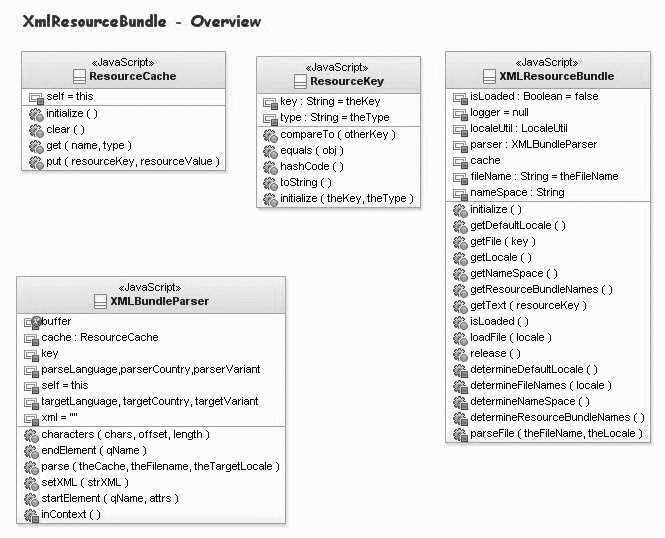 XmlResourceBundle - Overview
«JavaScript»
ResourceCache
self = this
initialize ( )
clear ( )
get ( name, type )
put ( resourceKey, resourceValue )
«JavaScript»
ResourceKey
key : String = theKey
type : String = theType
compareTo ( otherKey )
equals ( obj )
hashCode ( )
toString ( )
initialize ( theKey, theType )
«JavaScript»
XMLResourceBundle
isLoaded : Boolean = false
logger = null
localeUtil : LocaleUtil
parser : XMLBundleParser
cache
fileName : String = theFileName
nameSpace : String
initialize ( )
getDefaultLocale ( )
getFile ( key )
getLocale ( )
getNameSpace ( )
getResourceBundleNames ( )
getText ( resourceKey )
isLoaded ( )
loadFile ( locale )
release ( )
determineDefaultLocale ( )
determineFileNames ( locale )
determineNameSpace ( )
determineResourceBundleNames ( )
parseFile ( theFileName, theLocale )
«JavaScript»
XMLBundleParser
buffer
cache : ResourceCache
key
parseLanguage,parserCountry,parserVariant
self = this
targetLanguage, targetCountry, targetVariant
xml = ""
characters ( chars, offset, length )
endElement ( qName )
parse ( theCache, theFilename, theTargetLocale )
setXML ( strXML )
startElement ( qName, attrs )
inContext ( )